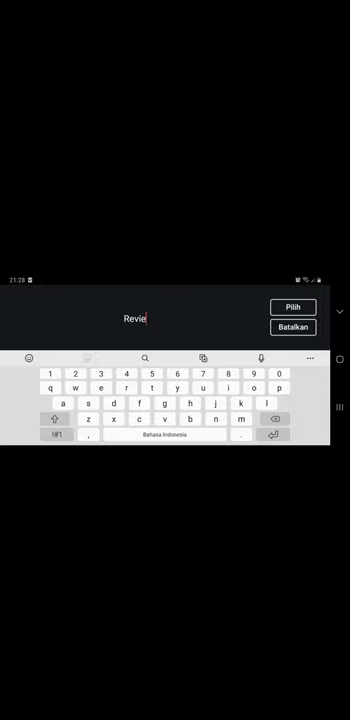 21:28
Revie
Pilih
Batalkan
1 2 3 4 5 6 7 8 9 0
q w e r t y u i o p
a s d f g h j k l
z x c v b n m
!#1 , Bahasa Indonesia .